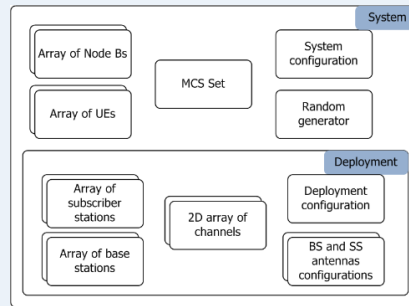 System
Array of Node Bs
System
configuration
MCS Set
Array of UEs
Random
generator
Deployment
Array of
subscriber
stations
Deployment
configuration
2D array of
channels
Array of base
stations
BS and SS
antennas
configurations